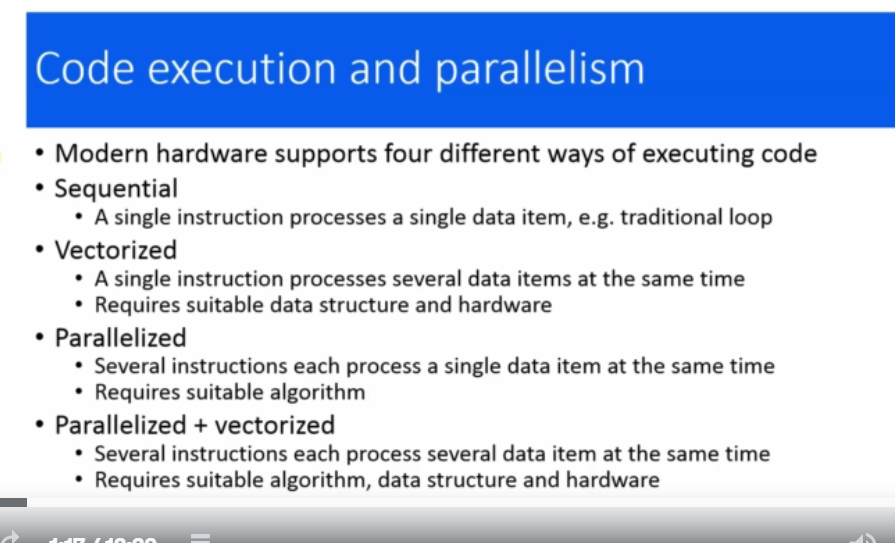 Code execution and parallelism
• Modern hardware supports four different ways of executing code
• Sequential
• A single instruction processes a single data item, e.g. traditional loop
• Vectorized
• A single instruction processes several data items at the same time
• Requires suitable data structure and hardware
• Parallelized
• Several instructions each process a single data item at the same time
• Requires suitable algorithm
• Parallelized + vectorized
• Several instructions each process several data item at the same time
• Requires suitable algorithm, data structure and hardware